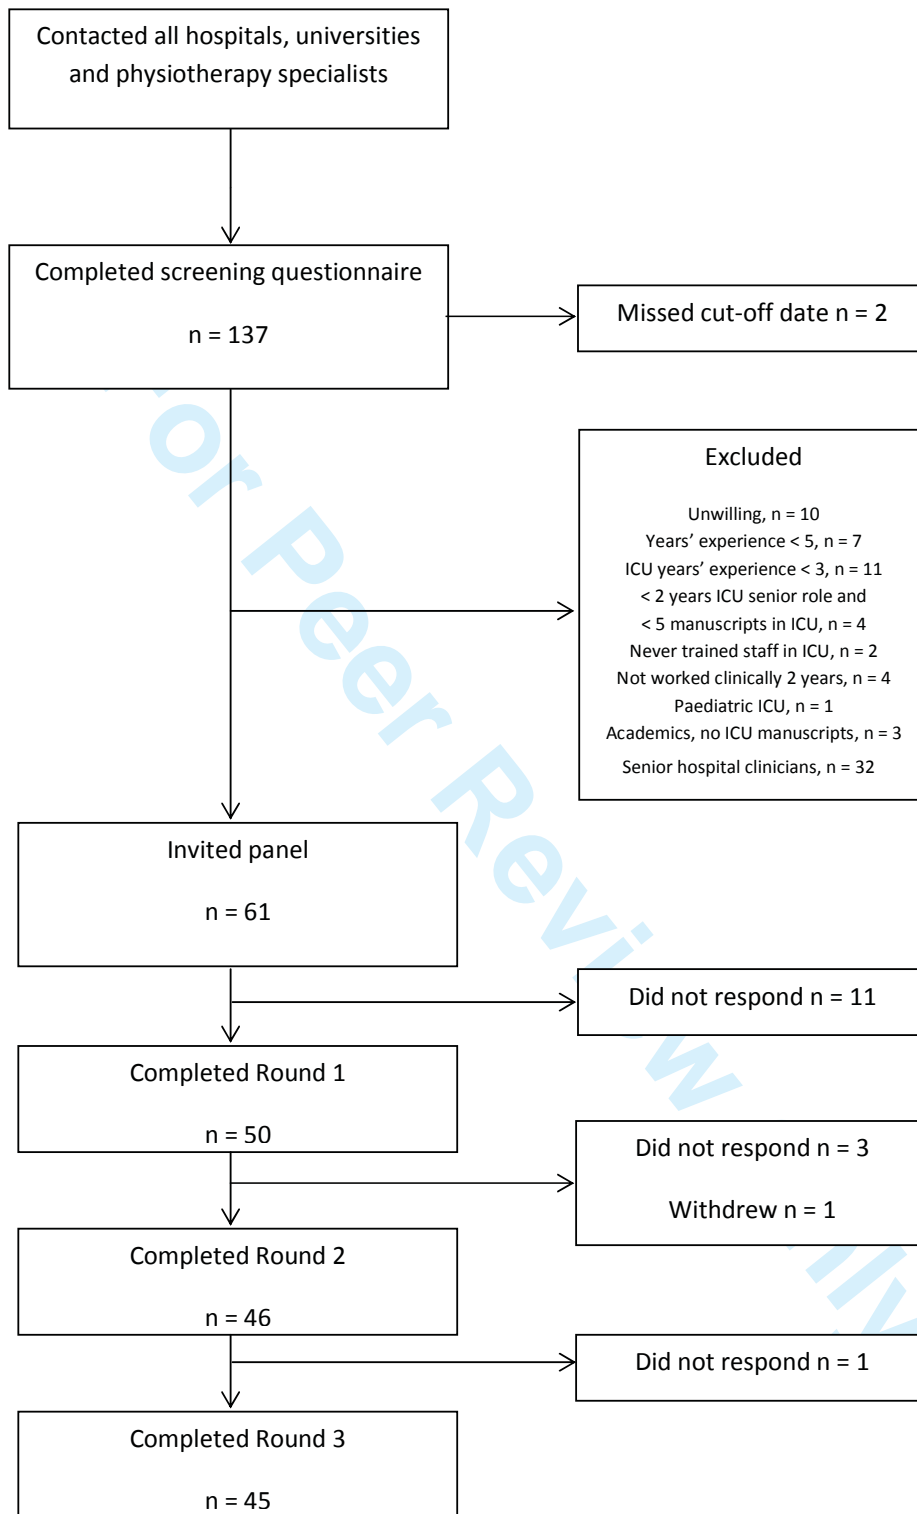 Contacted all hospitals, universities
and physiotherapy specialists
Completed screening questionnaire
n = 137
Missed cut-off date n = 2
Excluded
Unwilling, n = 10
Years’ experience < 5, n = 7
ICU years’ experience < 3, n = 11
< 2 years ICU senior role and
< 5 manuscripts in ICU, n = 4
Never trained staff in ICU, n = 2
Not worked clinically 2 years, n = 4
Paediatric ICU, n = 1
Academics, no ICU manuscripts, n = 3
Senior hospital clinicians, n = 32
Invited panel
n = 61
Did not respond n = 11
Completed Round 1
n = 50
Did not respond n = 3
Withdrew n = 1
Completed Round 2
n = 46
Did not respond n = 1
Completed Round 3
n = 45
For Peer Review Only